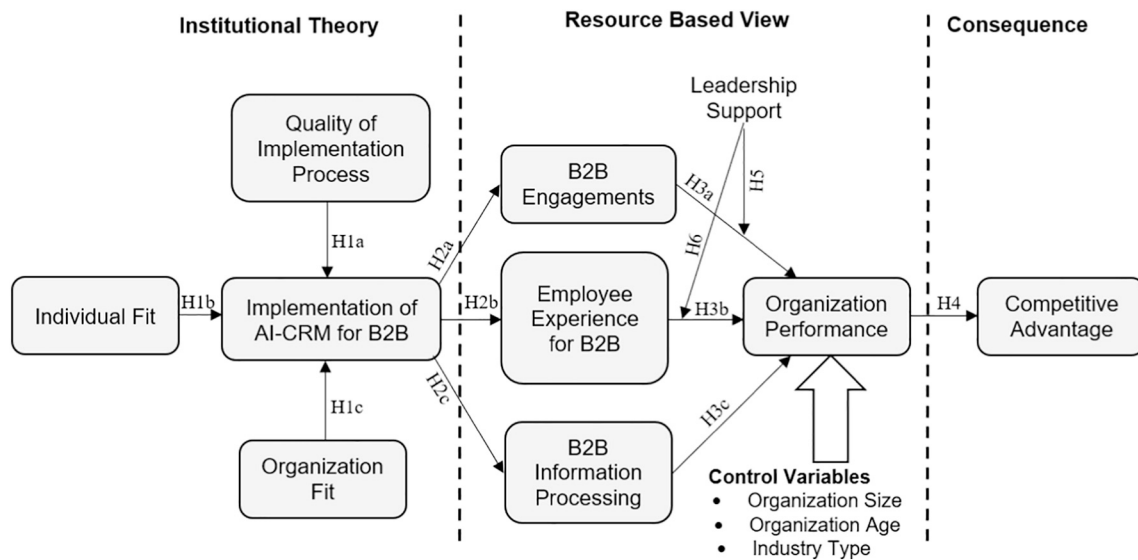 Institutional Theory
Resource Based View
Consequence
Leadership
Support
Quality of
Implementation
Process
B2B
Engagements
H3a
H5
H1a
H2a
H6
Individual Fit
H1b
Implementation of
AI-CRM for B2B
H2b
Employee
Experience
for B2B
H3b
Organization
Performance
H4
Competitive
Advantage
H1c
H2c
H3c
Organization
Fit
B2B
Information
Processing
Control Variables
• Organization Size
• Organization Age
• Industry Type